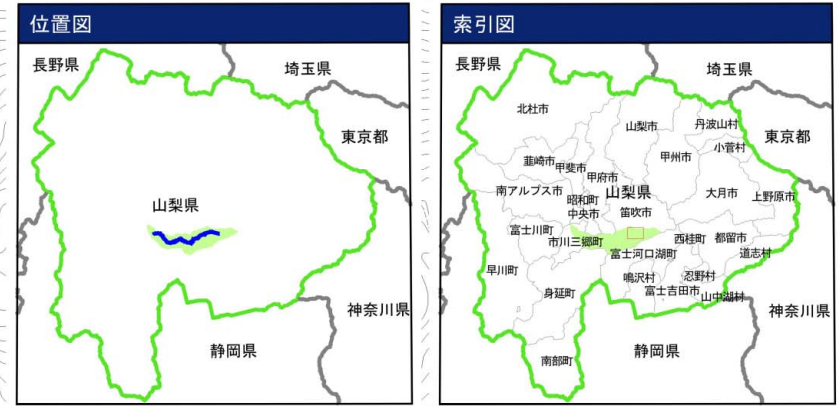 位置図
長野県
埼玉県
東京都
山梨県
神奈川県
静岡県
索引図
長野県
埼玉県
北杜市
山梨市
丹波山村
東京都
小菅村
甲州市
韮崎市
甲斐市
甲府市
南アルプス市
昭和町
山梨県
大月市
上野原市
中央市
笛吹市
富士川町
市川三郷町
西桂町
都留市
富士河口湖町
道志村
早川町
鳴沢村
忍野村
身延町
富士吉田市
山中湖村
神奈川県
静岡県
南部町